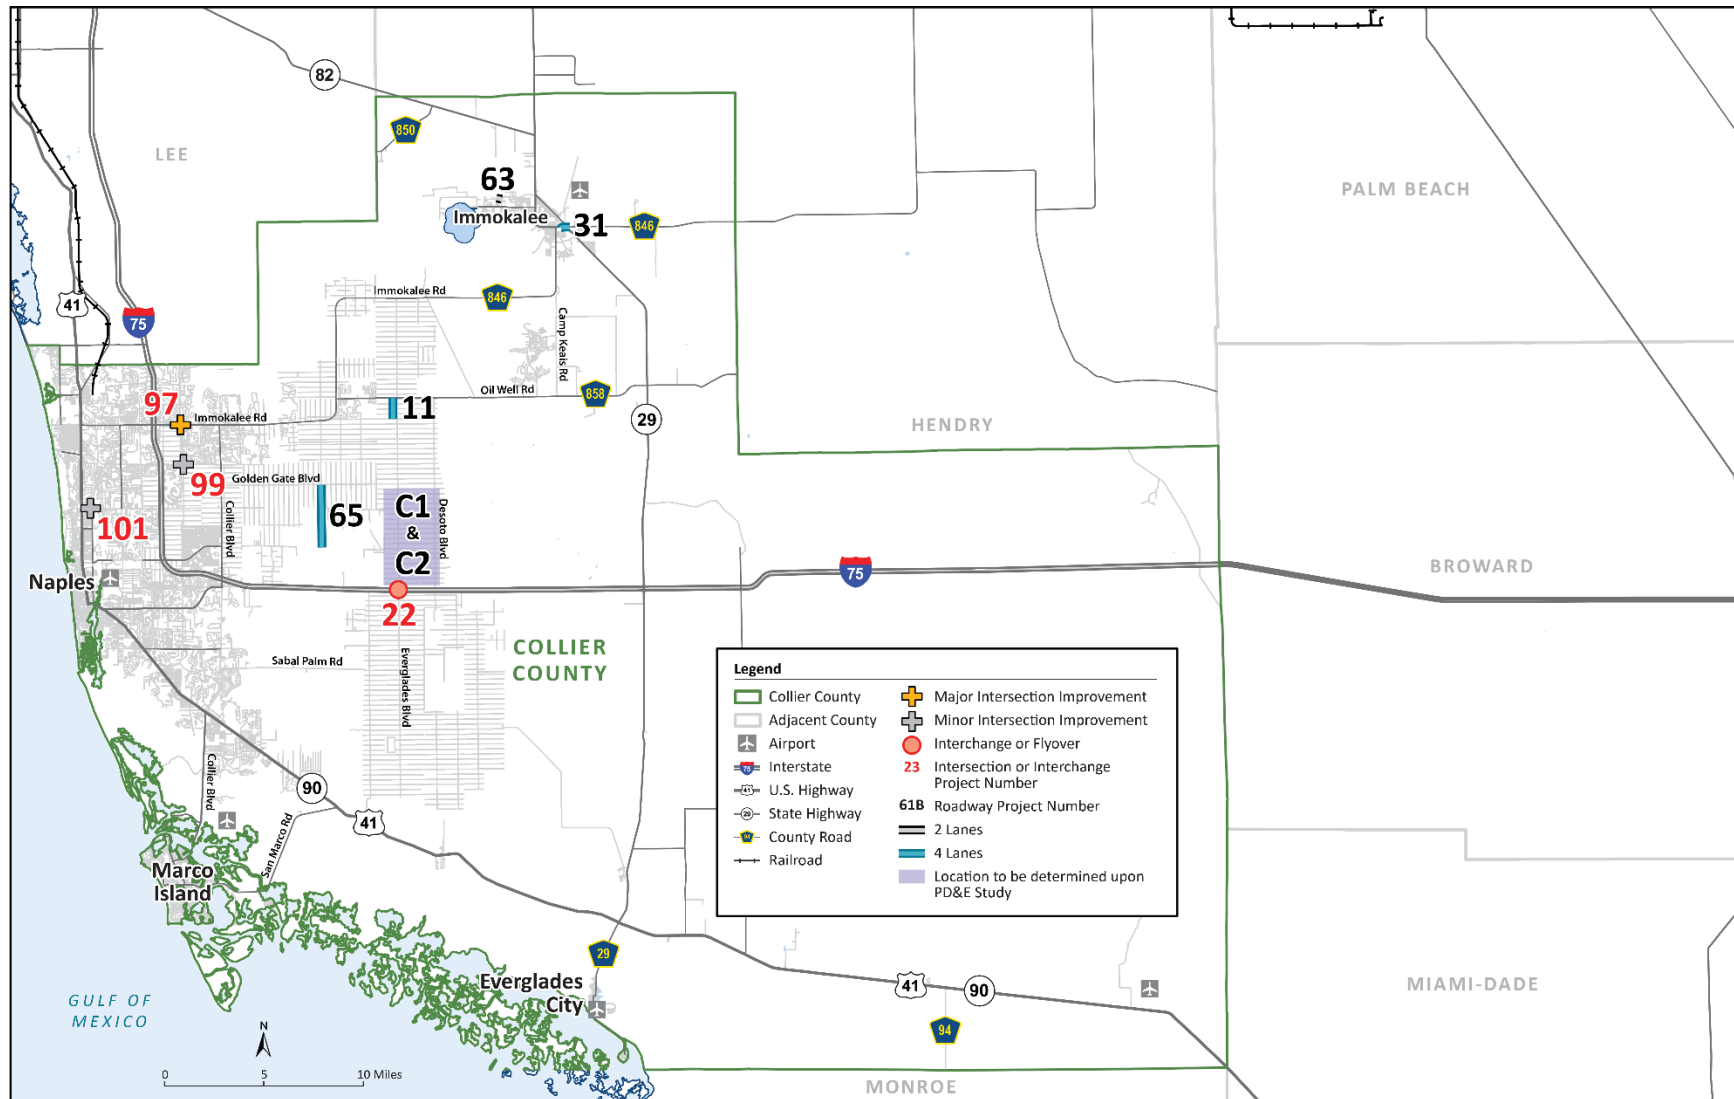 82
850
LEE
PALM BEACH
63
Immokalee
31
846
41
75
Immokalee Rd
846
Camp Keais Rd
Oil Well Rd
858
29
97
Immokalee Rd
11
HENDRY
99
Golden Gate Blvd
65
C1
&
C2
Desoto Blvd
Collier Blvd
101
Naples
75
BROWARD
22
COLLIER
COUNTY
Sabal Palm Rd
Everglades Blvd
Collier Blvd
90
41
San Marco Rd
Marco
Island
29
Everglades
City
41
90
94
MIAMI-DADE
MONROE
GULF OF
MEXICO
N
0 5 10 Miles
Legend
Collier County
Adjacent County
Airport
75 Interstate
41 U.S. Highway
29 State Highway
94 County Road
Railroad
Major Intersection Improvement
Minor Intersection Improvement
Interchange or Flyover
23 Intersection or Interchange
Project Number
61B Roadway Project Number
2 Lanes
4 Lanes
Location to be determined upon
PD&E Study